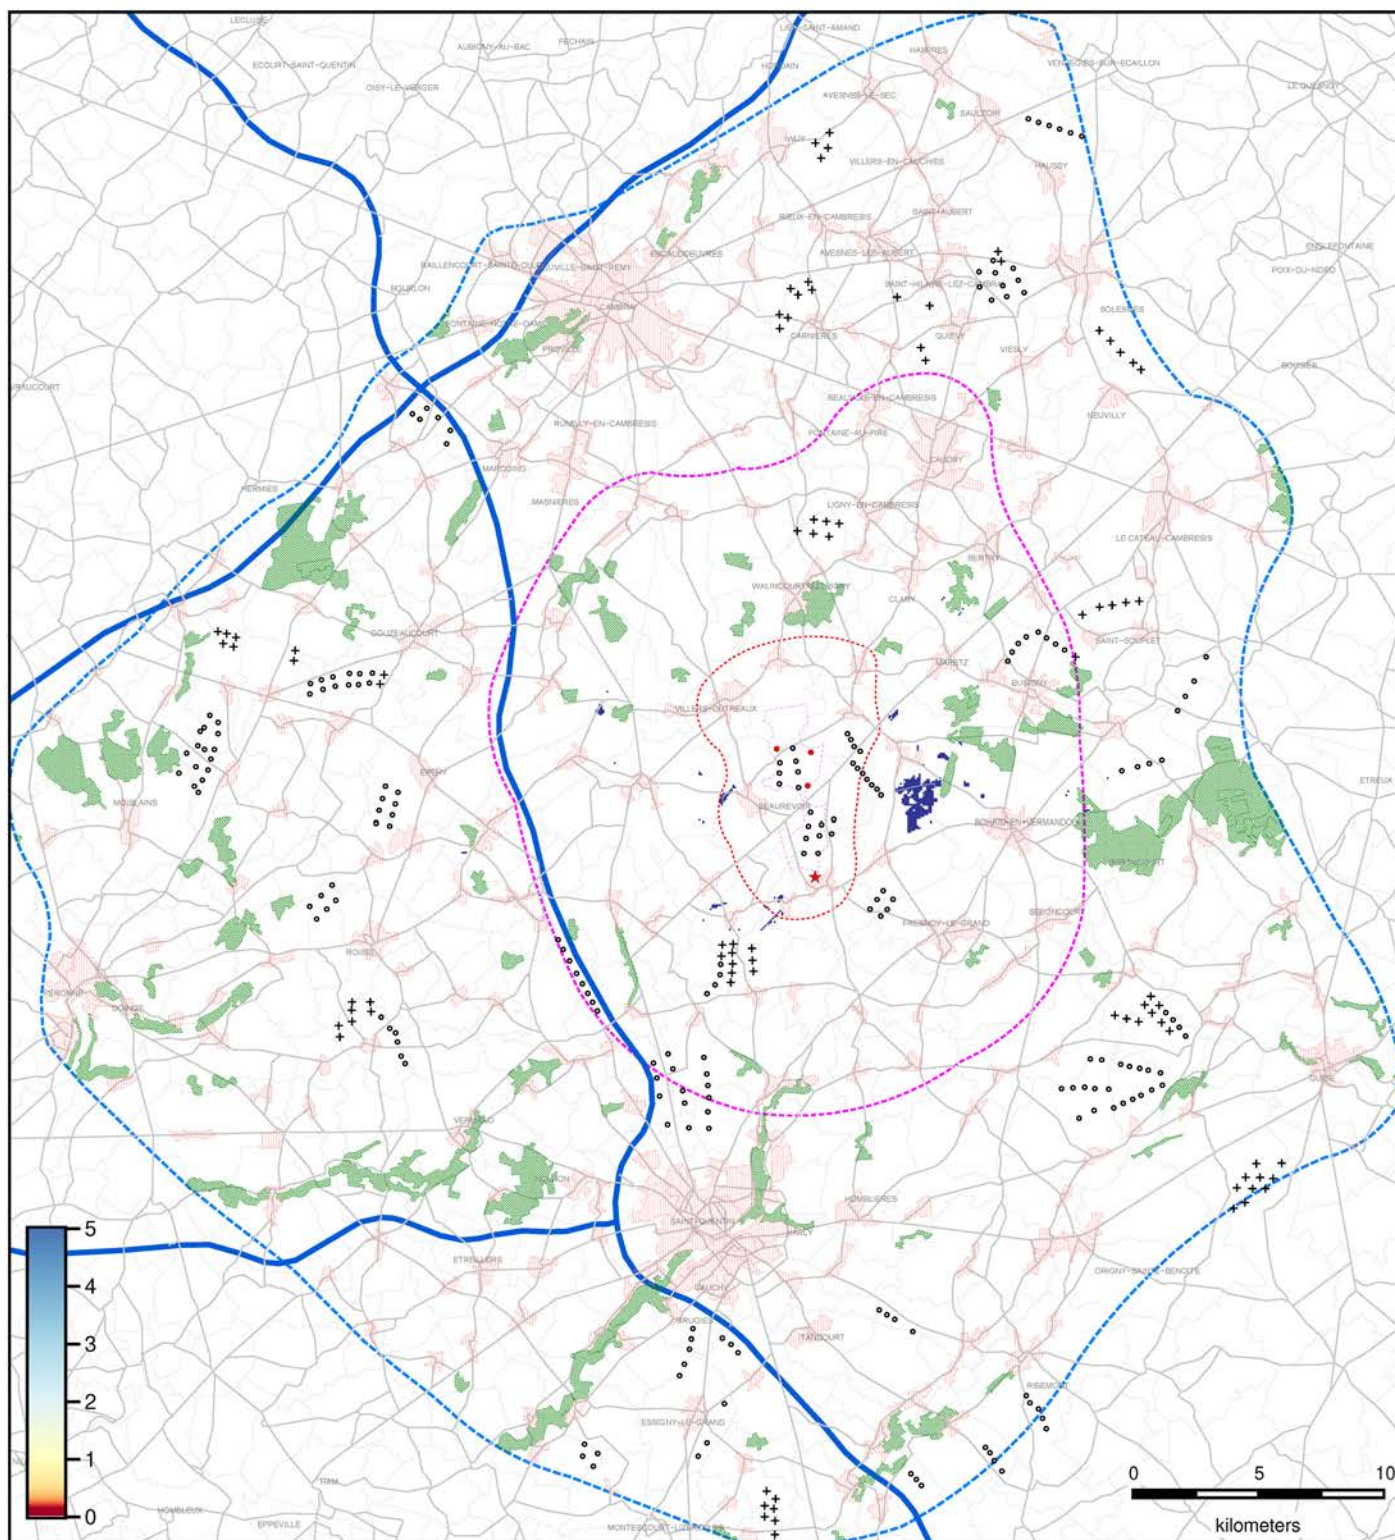 LECLUSE
LIEU-SAINT-AMAND
FECHAIN
AUBIGNY-AU-BAC
HASPRES
ECOURT-SAINT-QUENTIN
HORDAIN
VENDEGIES-SUR-ECAILLON
OISY-LE-VERGER
LE QUESNOY
AVESNES-LE-SEC
SAULZOIR
IWUY
VILLERS-EN-CAUCHIES
HAUSSY
SAINT-AUBERT
RIEUX-EN-CAMBRESIS
ENGLEFONTAINE
ESCAUDOEUVRES
AVESNES-LES-AUBERT
POIX-DU-NORD
BOURLON
CAMBRAI
SOLESMES
CARNIERES
QUIEVY
PROVILLE
VIESLY
BOUSIES
BEAUVOIS-EN-CAMBRESIS
NEUVILLY
RUMILLY-EN-CAMBRESIS
FONTAINE-AU-PIRE
CAUDRY
MARCOING
HERMIES
MASNIERES
LIGNY-EN-CAMBRESIS
LE CATEAU-CAMBRESIS
BERTRY
CLARY
GOUZEAUCOURT
SAINT-SOUPLET
MARETZ
BUSIGNY
VILLERS-OUTREAUX
EPEHY
ETREUX
MOISLAINS
BEAUREVOIR
BOHAIN-EN-VERMANDOIS
SEBONCOURT
FRESNOY-LE-GRAND
ROISEL
PERONNE
DOINGT
GUISE
VERMAND
HOLNON
HOMBLIERES
SAINT-QUENTIN
HARLY
ETREILLERS
ORIGNY-SAINTE-BENOITE
GAUCHY
GRUGIES
ITANCOURT
RIBEMONT
ESSIGNY-LE-GRAND
HAM
HOMBLEUX
EPPEVILLE
5
4
3
2
1
0
0 5 10
kilometers